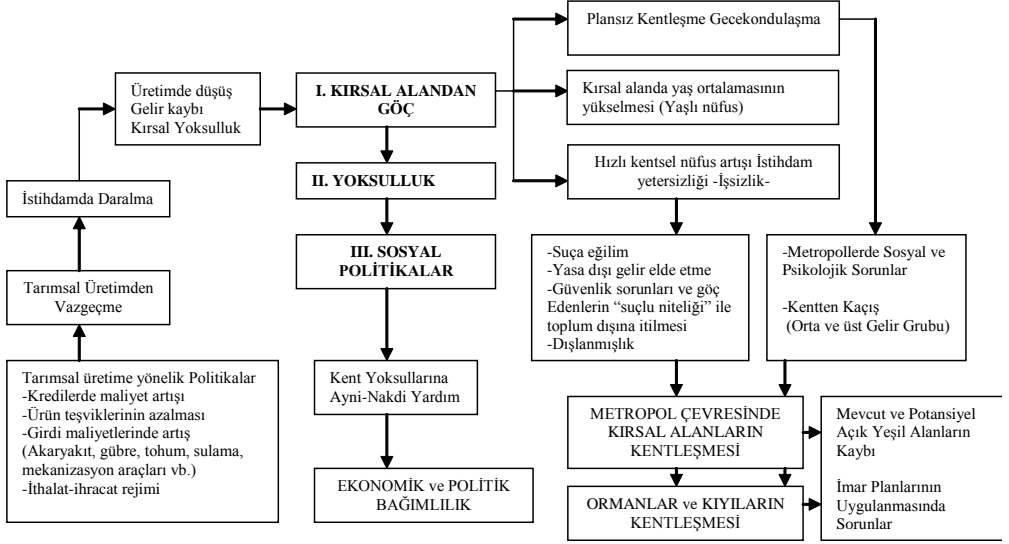 Plansız Kentleşme Gecekondulaşma
Üretimde düşüş
Gelir kaybı
Kırsal Yoksulluk
I. KIRSAL ALANDAN
GÖÇ
Kırsal alanda yaş ortalamasının
yükselmesi (Yaşlı nüfus)
İstihdamda Daralma
II. YOKSULLUK
Hızlı kentsel nüfus artışı İstihdam
yetersizliği -İşsizlik-
III. SOSYAL
POLİTİKALAR
Tarımsal Üretimden
Vazgeçme
-Suça eğilim
-Yasa dışı gelir elde etme
-Güvenlik sorunları ve göç
Edenlerin “suçlu niteliği” ile
toplum dışına itilmesi
-Dışlanmışlık
-Metropollerde Sosyal ve
Psikolojik Sorunlar
-Kentten Kaçış
(Orta ve üst Gelir Grubu)
Tarımsal üretime yönelik Politikalar
-Kredilerde maliyet artışı
-Ürün teşviklerinin azalması
-Girdi maliyetlerinde artış
(Akaryakıt, gübre, tohum, sulama,
mekanizasyon araçları vb.)
-İthalat-ihracat rejimi
Kent Yoksullarına
Ayni-Nakdi Yardım
EKONOMİK ve POLİTİK
BAĞIMLILIK
METROPOL ÇEVRESİNDE
KIRSAL ALANLARIN
KENTLEŞMESİ
ORMANLAR ve KIYILARIN
KENTLEŞMESİ
Mevcut ve Potansiyel
Açık Yeşil Alanların
Kaybı
İmar Planlarının
Uygulanmasında
Sorunlar